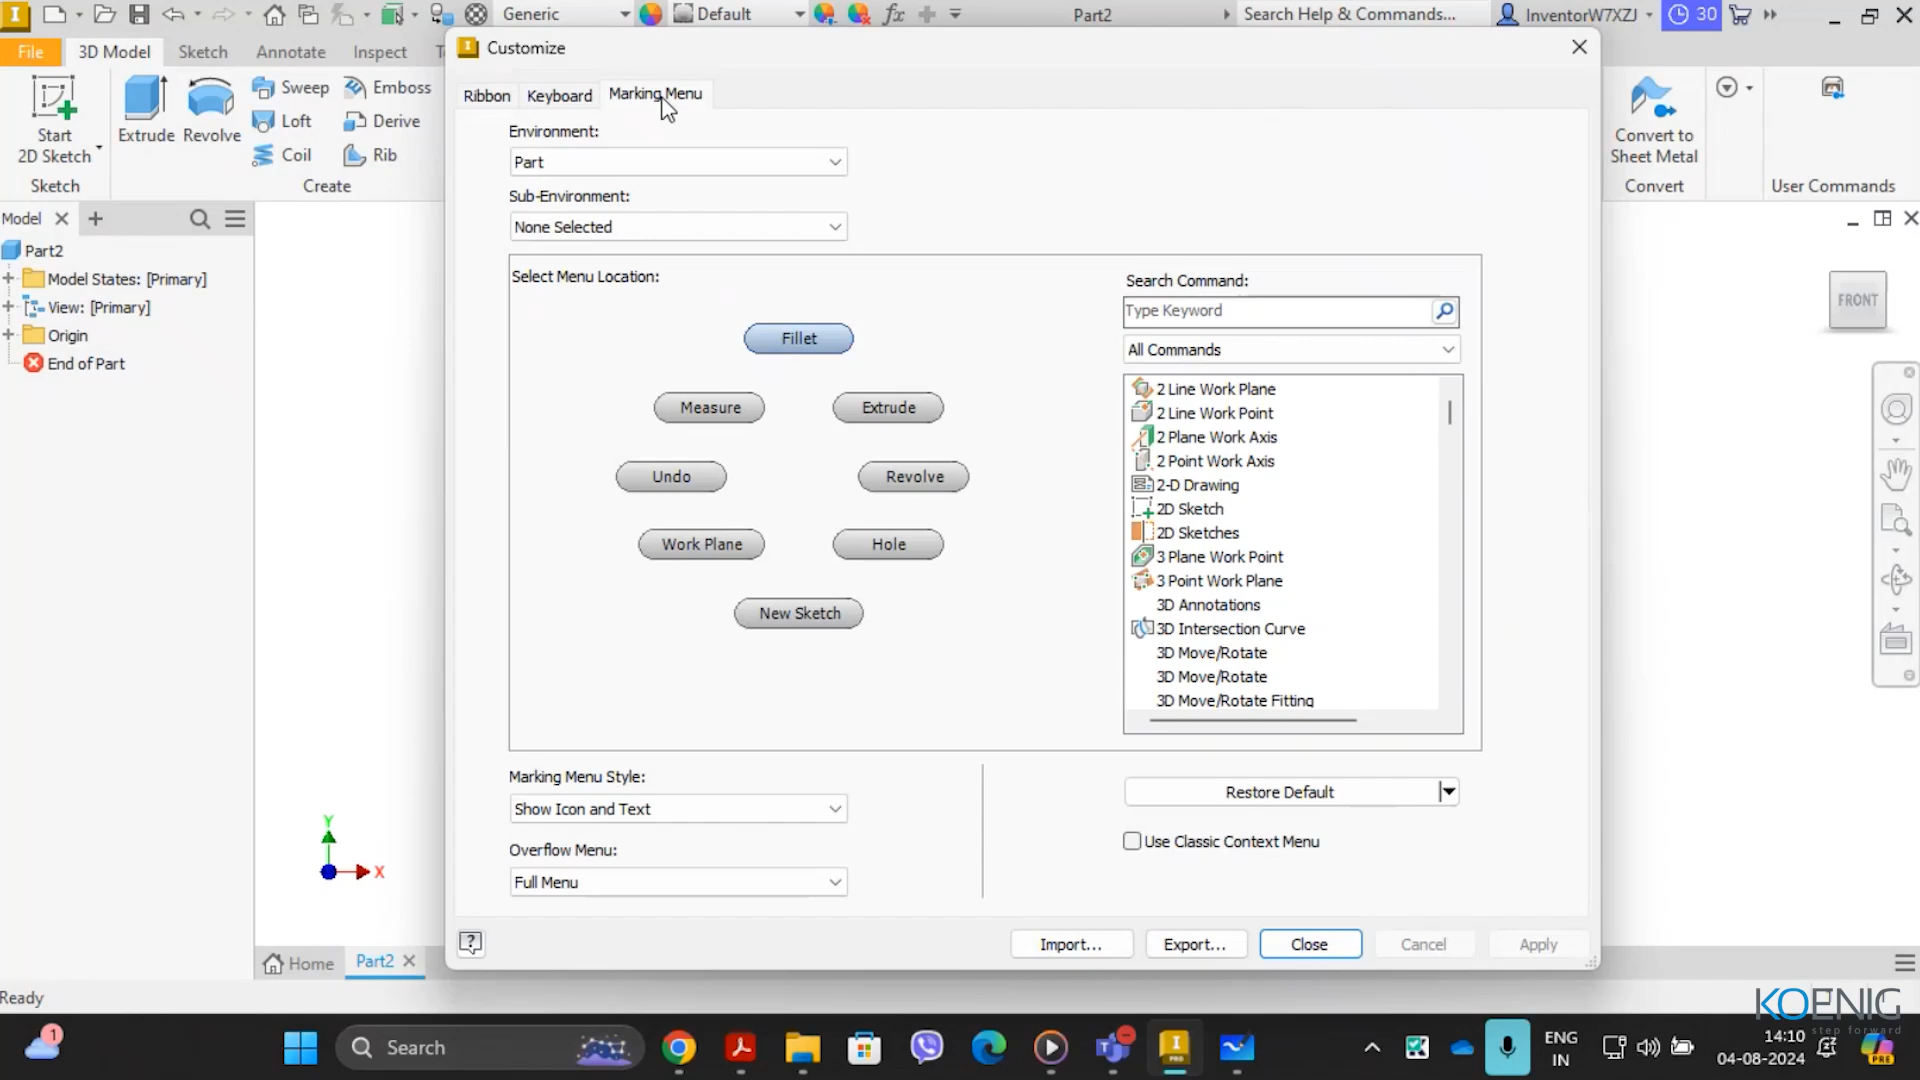 Generic
Default
fx
Part2
Search Help & Commands...
InventorW7XZJ
30
File
3D Model
Sketch
Annotate
Inspect
Customize
Start
2D Sketch
Sketch
Extrude
Revolve
Sweep
Loft
Coil
Emboss
Derive
Rib
Create
Ribbon
Keyboard
Marking Menu
Convert to
Sheet Metal
Convert
User Commands
Model
Part2
Model States: [Primary]
View: [Primary]
Origin
End of Part
Environment:
Part
Sub-Environment:
None Selected
Select Menu Location:
Fillet
Measure
Extrude
Undo
Revolve
Work Plane
Hole
New Sketch
Search Command:
Type Keyword
All Commands
2 Line Work Plane
2 Line Work Point
2 Plane Work Axis
2 Point Work Axis
2-D Drawing
2D Sketch
2D Sketches
3 Plane Work Point
3 Point Work Plane
3D Annotations
3D Intersection Curve
3D Move/Rotate
3D Move/Rotate
3D Move/Rotate Fitting
Marking Menu Style:
Show Icon and Text
Overflow Menu:
Full Menu
Restore Default
Use Classic Context Menu
Import...
Export...
Close
Cancel
Apply
FRONT
Y
X
Home
Part2
Ready
KOENIG
step forward
1
Search
PRO
ENG
IN
14:10
04-08-2024
PRE